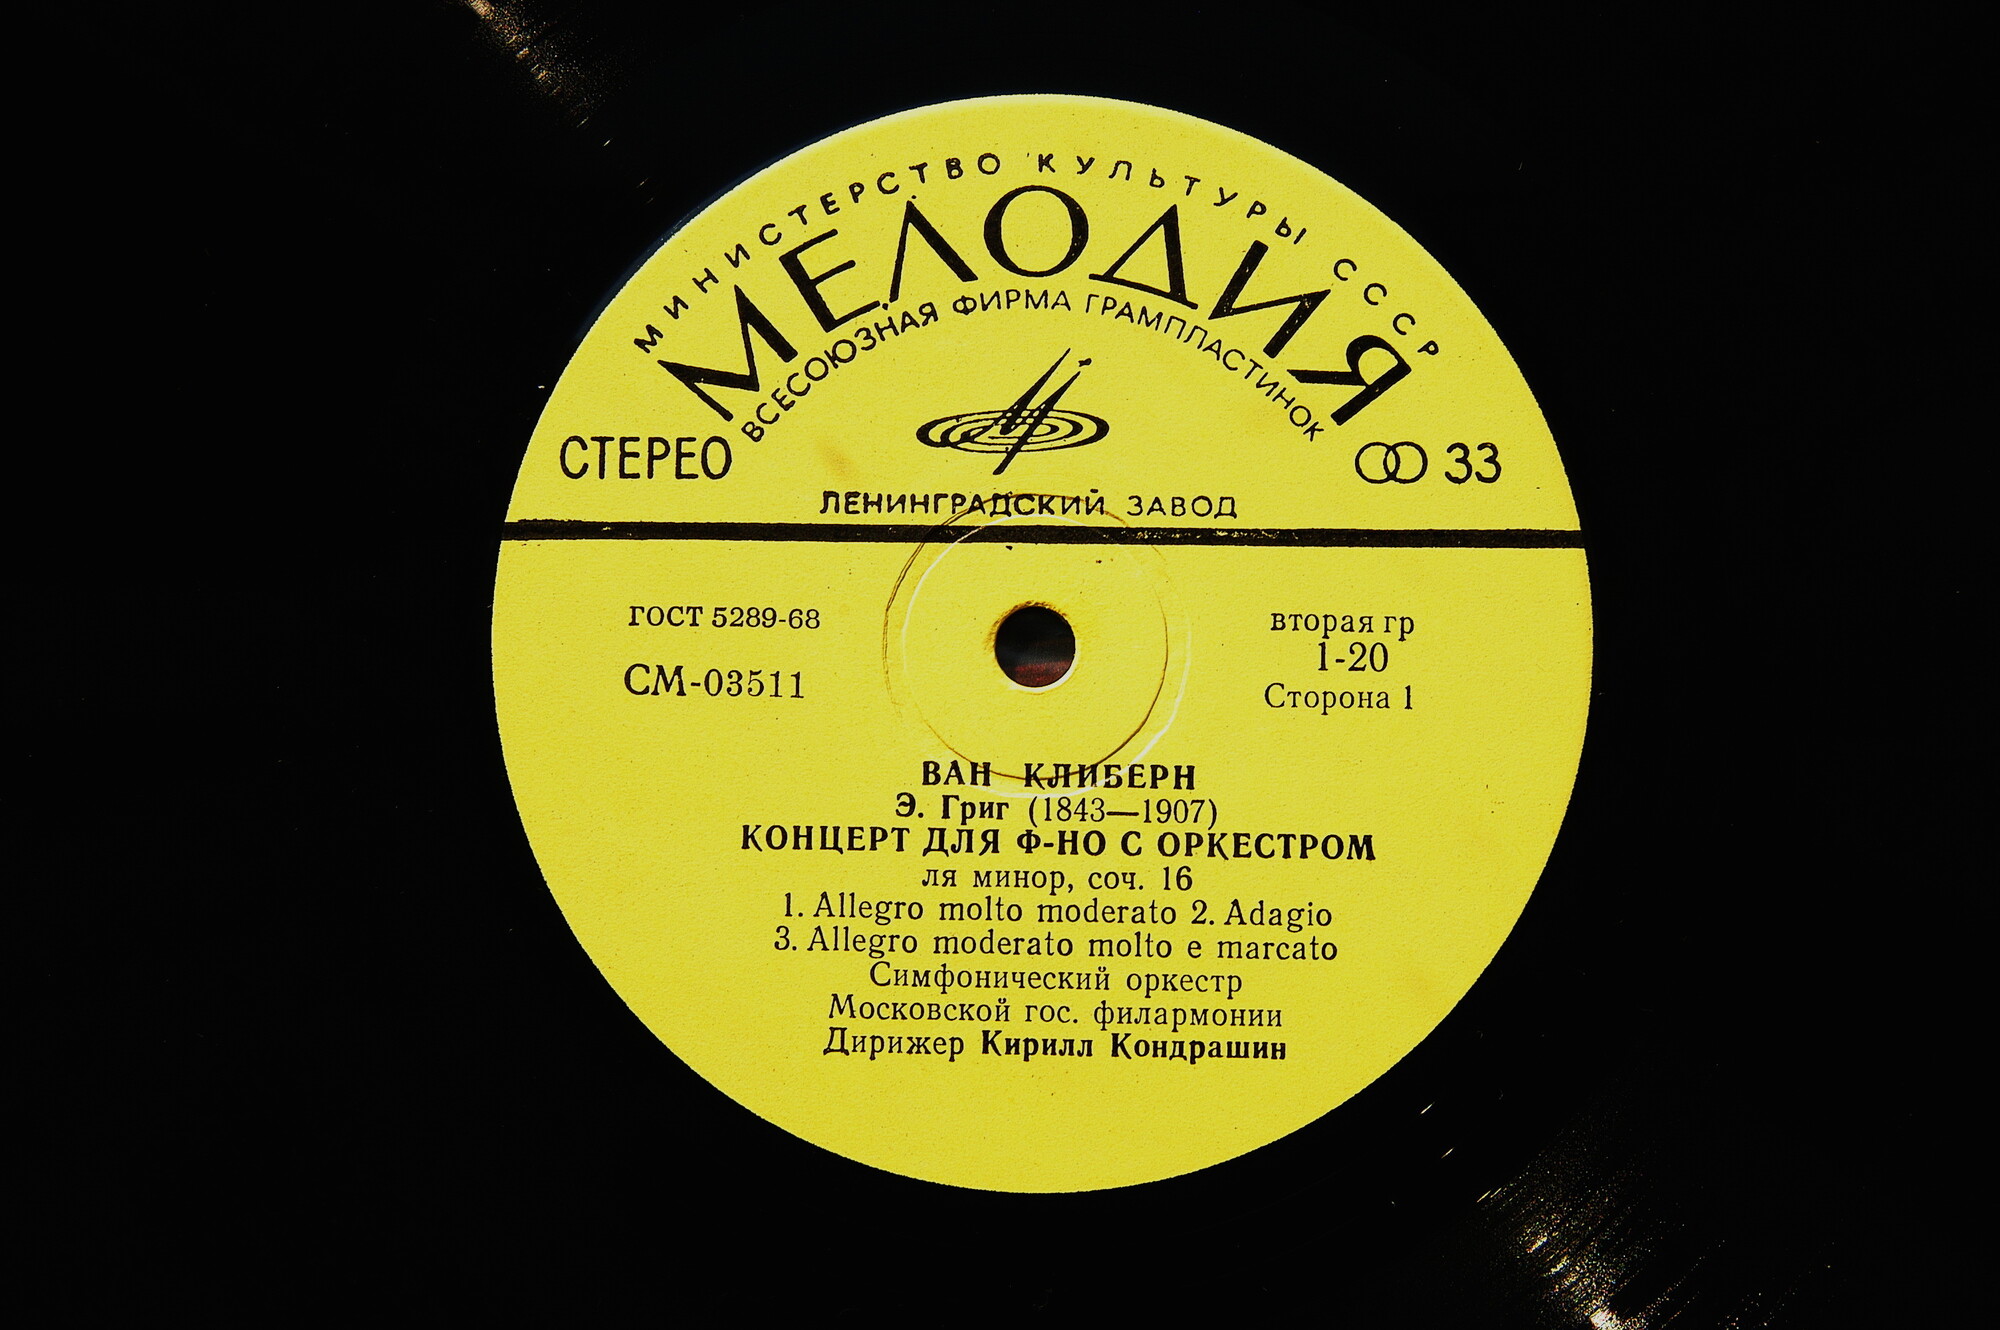 МИНИСТЕРСТВО КУЛЬТУРЫ СССР
МЕЛОДИЯ
ВСЕСОЮЗНАЯ ФИРМА ГРАМПЛАСТИНОК
СТЕРЕО
33
ЛЕНИНГРАДСКИЙ ЗАВОД
ГОСТ 5289-68
СМ-03511
вторая гр
1-20
Сторона 1
ВАН КЛИБЕРН
Э. Григ (1843—1907)
КОНЦЕРТ ДЛЯ Ф-НО С ОРКЕСТРОМ
ля минор, соч. 16
1. Allegro molto moderato 2. Adagio
3. Allegro moderato molto e marcato
Симфонический оркестр
Московской гос. филармонии
Дирижер Кирилл Кондрашин